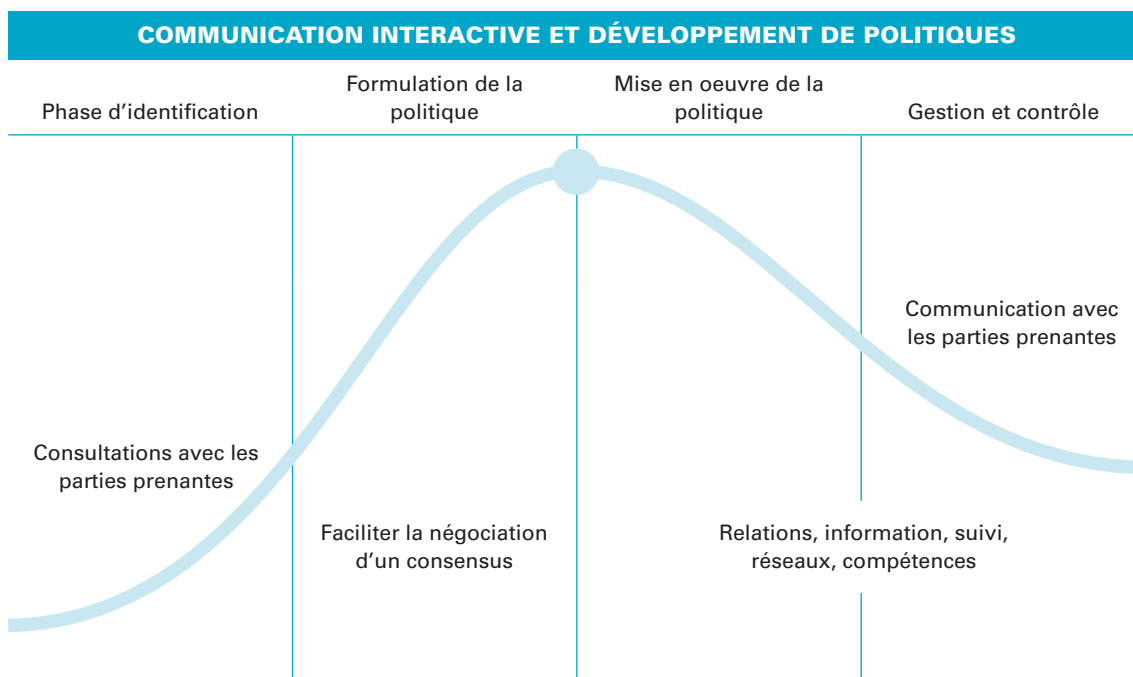 COMMUNICATION INTERACTIVE ET DÉVELOPPEMENT DE POLITIQUES
Phase d’identification
Formulation de la
politique
Mise en oeuvre de la
politique
Gestion et contrôle
Consultations avec les
parties prenantes
Faciliter la négociation
d’un consensus
Relations, information, suivi,
réseaux, compétences
Communication avec
les parties prenantes